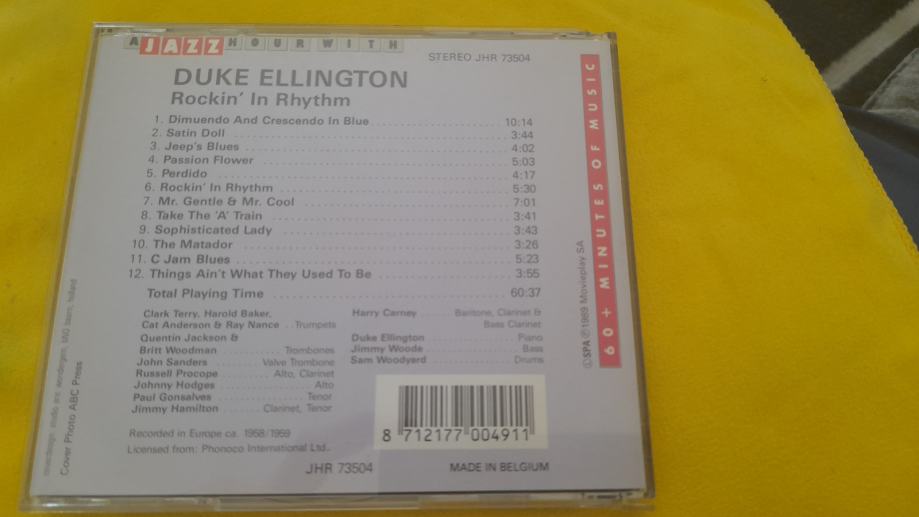 A JAZZ HOUR WITH
STEREO JHR 73504
DUKE ELLINGTON
Rockin' In Rhythm
1. Dimuendo And Crescendo In Blue 10:14
2. Satin Doll 3:44
3. Jeep's Blues 4:02
4. Passion Flower 5:03
5. Perdido 4:17
6. Rockin' In Rhythm 5:30
7. Mr. Gentle & Mr. Cool 7:01
8. Take The 'A' Train 3:41
9. Sophisticated Lady 3:43
10. The Matador 3:26
11. C Jam Blues 5:23
12. Things Ain't What They Used To Be 3:55
Total Playing Time 60:37
Clark Terry, Harold Baker,
Cat Anderson & Ray Nance Trumpets
Quentin Jackson &
Britt Woodman Trombones
John Sanders Valve Trombone
Russell Procope Alto, Clarinet
Johnny Hodges Alto
Paul Gonsalves Tenor
Jimmy Hamilton Clarinet, Tenor
Harry Carney Baritone, Clarinet &
Bass Clarinet
Duke Ellington Piano
Jimmy Woode Bass
Sam Woodyard Drums
Recorded in Europe ca. 1958/1959
Licensed from: Phonoco International Ltd..
JHR 73504
MADE IN BELGIUM
8 712177 004911
60+ MINUTES OF MUSIC
©SPA ℗1989 Movieplay SA
Cover Photo ABC Press